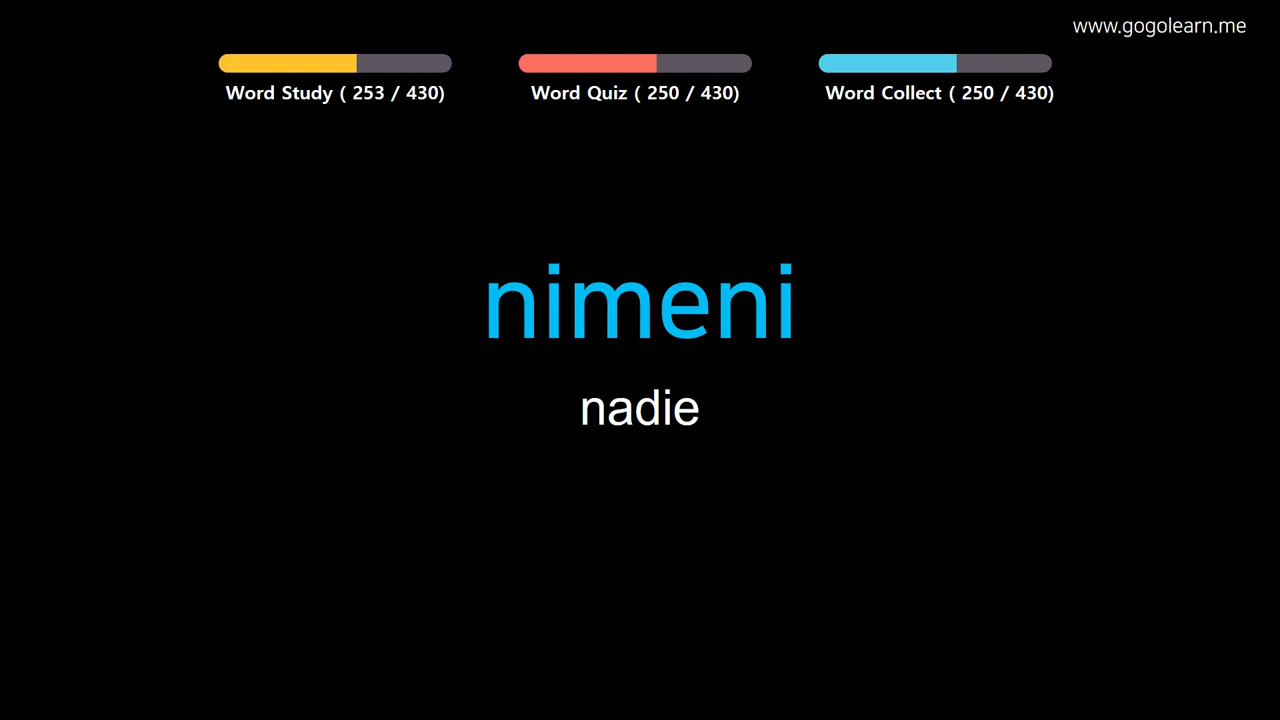 www.gogolearn.me
Word Study ( 253 / 430)
Word Quiz ( 250 / 430)
Word Collect ( 250 / 430)
nimeni
nadie